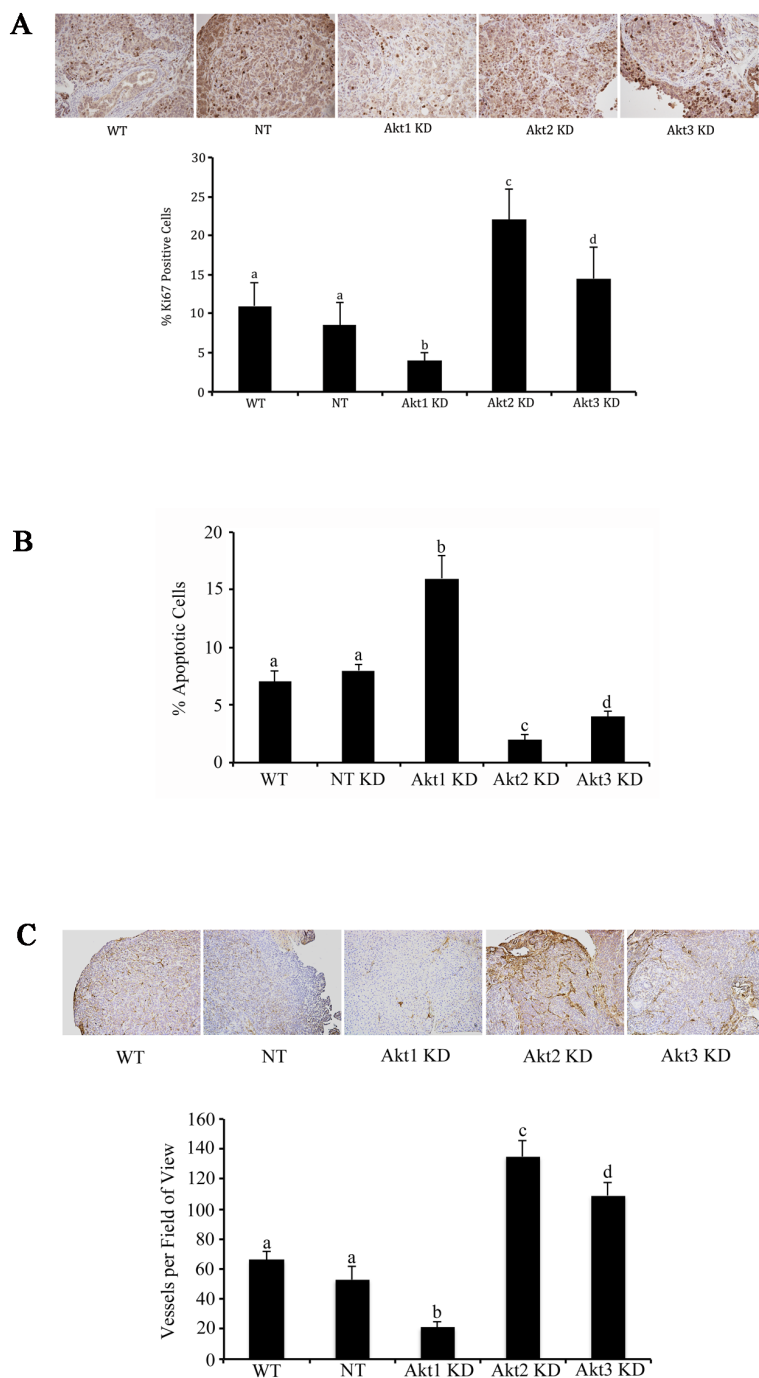 A
WT NT Akt1 KD Akt2 KD Akt3 KD
% Ki67 Positive Cells
30
25
20
15
10
5
0
a a b c d
WT NT Akt1 KD Akt2 KD Akt3 KD
B
% Apoptotic Cells
20
15
10
5
0
a a b c d
WT NT KD Akt1 KD Akt2 KD Akt3 KD
C
WT NT Akt1 KD Akt2 KD Akt3 KD
Vessels per Field of View
160
140
120
100
80
60
40
20
0
a a b c d
WT NT Akt1 KD Akt2 KD Akt3 KD